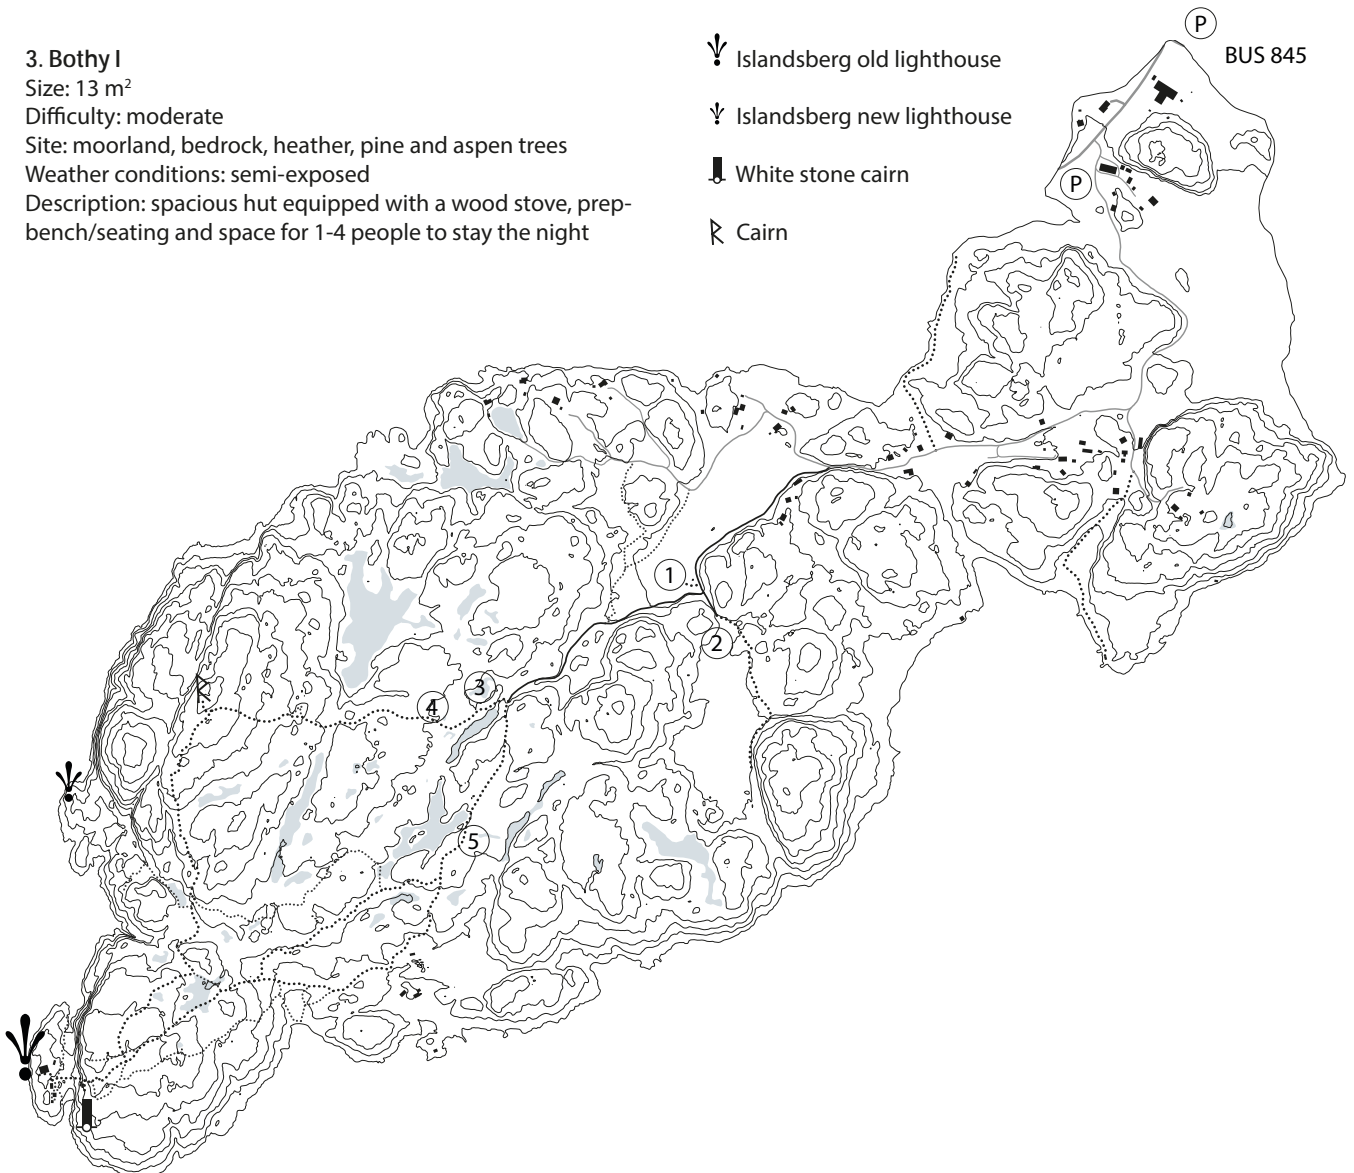 3. Bothy I
Size: 13 m²
Difficulty: moderate
Site: moorland, bedrock, heather, pine and aspen trees
Weather conditions: semi-exposed
Description: spacious hut equipped with a wood stove, prep-
bench/seating and space for 1-4 people to stay the night
Islandsberg old lighthouse
Islandsberg new lighthouse
White stone cairn
Cairn
P
BUS 845
P
1
2
3
4
5